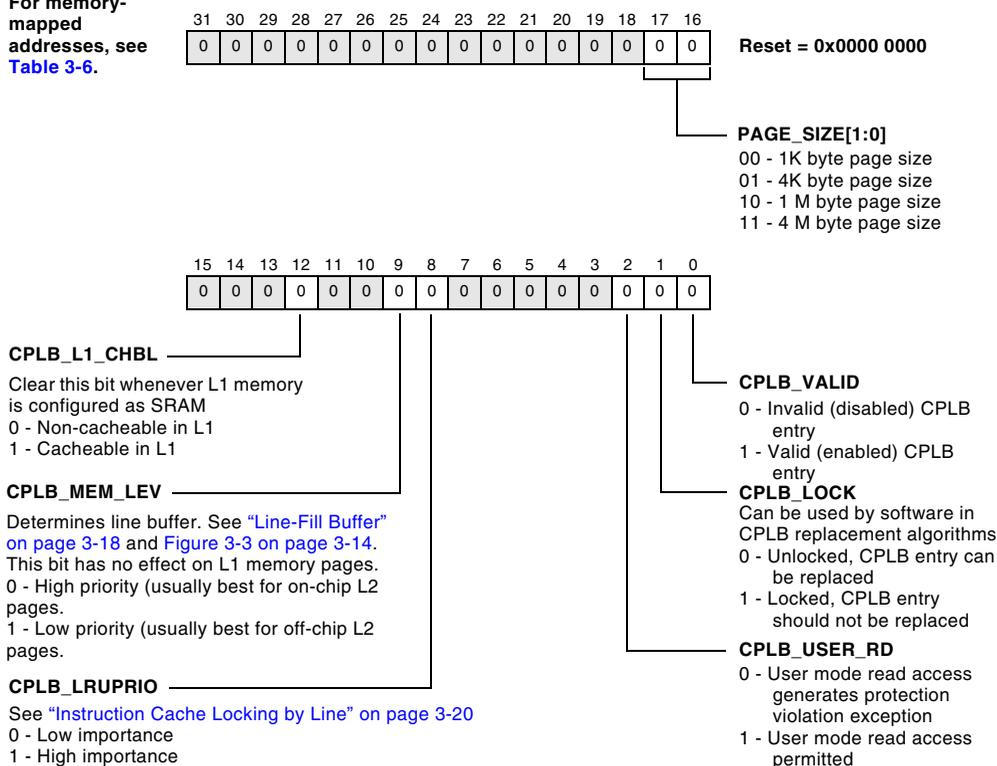 For memory-
mapped
addresses, see
Table 3-6.
31 30 29 28 27 26 25 24 23 22 21 20 19 18 17 16
0 0 0 0 0 0 0 0 0 0 0 0 0 0 0 0
Reset = 0x0000 0000
PAGE_SIZE[1:0]
00 - 1K byte page size
01 - 4K byte page size
10 - 1 M byte page size
11 - 4 M byte page size
15 14 13 12 11 10 9 8 7 6 5 4 3 2 1 0
0 0 0 0 0 0 0 0 0 0 0 0 0 0 0 0
CPLB_L1_CHBL
Clear this bit whenever L1 memory
is configured as SRAM
0 - Non-cacheable in L1
1 - Cacheable in L1
CPLB_MEM_LEV
Determines line buffer. See “Line-Fill Buffer”
on page 3-18 and Figure 3-3 on page 3-14.
This bit has no effect on L1 memory pages.
0 - High priority (usually best for on-chip L2
pages.
1 - Low priority (usually best for off-chip L2
pages.
CPLB_LRUPRIO
See “Instruction Cache Locking by Line” on page 3-20
0 - Low importance
1 - High importance
CPLB_VALID
0 - Invalid (disabled) CPLB
entry
1 - Valid (enabled) CPLB
entry
CPLB_LOCK
Can be used by software in
CPLB replacement algorithms
0 - Unlocked, CPLB entry can
be replaced
1 - Locked, CPLB entry
should not be replaced
CPLB_USER_RD
0 - User mode read access
generates protection
violation exception
1 - User mode read access
permitted